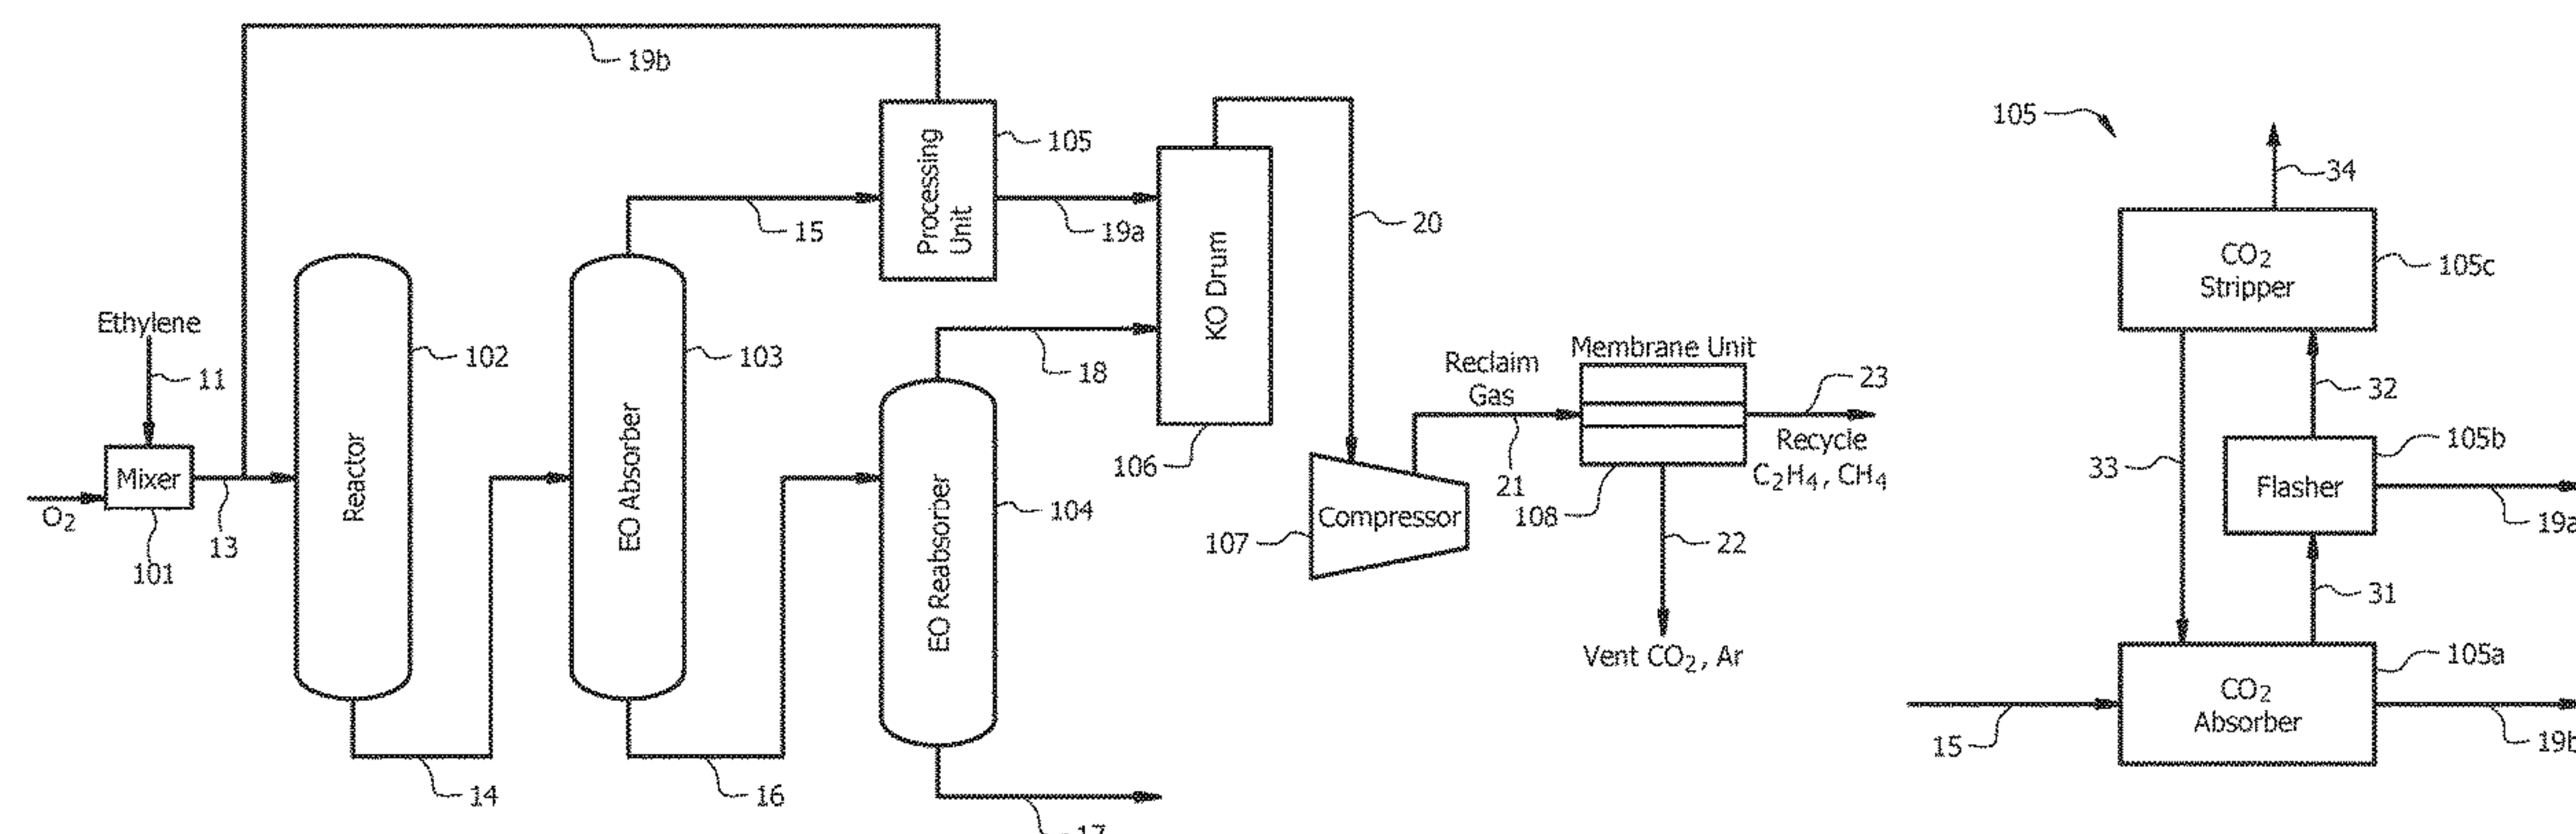 19b
105
Processing
Unit
15
19a
20
KO Drum
106
18
Ethylene
11
Mixer
O2
101
13
Reactor
102
14
EO Absorber
103
16
EO Reabsorber
104
17
Compressor
107
Reclaim
Gas
21
Membrane Unit
108
23
Recycle
C2H4, CH4
22
Vent CO2, Ar
105
34
CO2
Stripper
105c
33
32
Flasher
105b
19a
31
CO2
Absorber
105a
15
19b